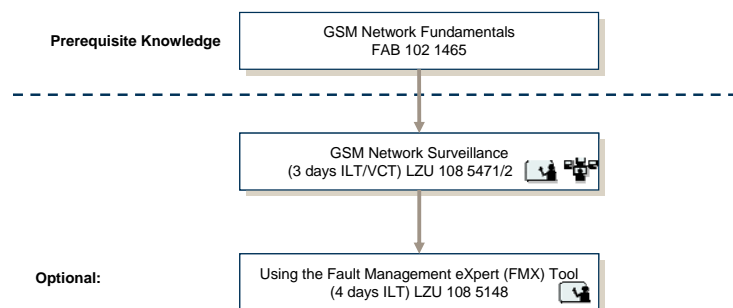 Prerequisite Knowledge
GSM Network Fundamentals
FAB 102 1465
GSM Network Surveillance
(3 days ILT/VCT) LZU 108 5471/2
Optional:
Using the Fault Management eXpert (FMX) Tool
(4 days ILT) LZU 108 5148